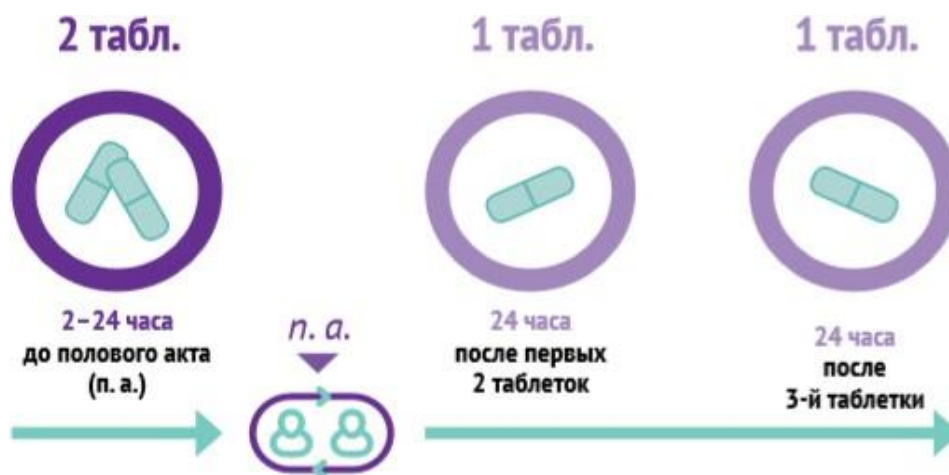 2 табл.
2–24 часа
до полового акта
(п. а.)
п. а.
1 табл.
24 часа
после первых
2 таблеток
1 табл.
24 часа
после
3-й таблетки